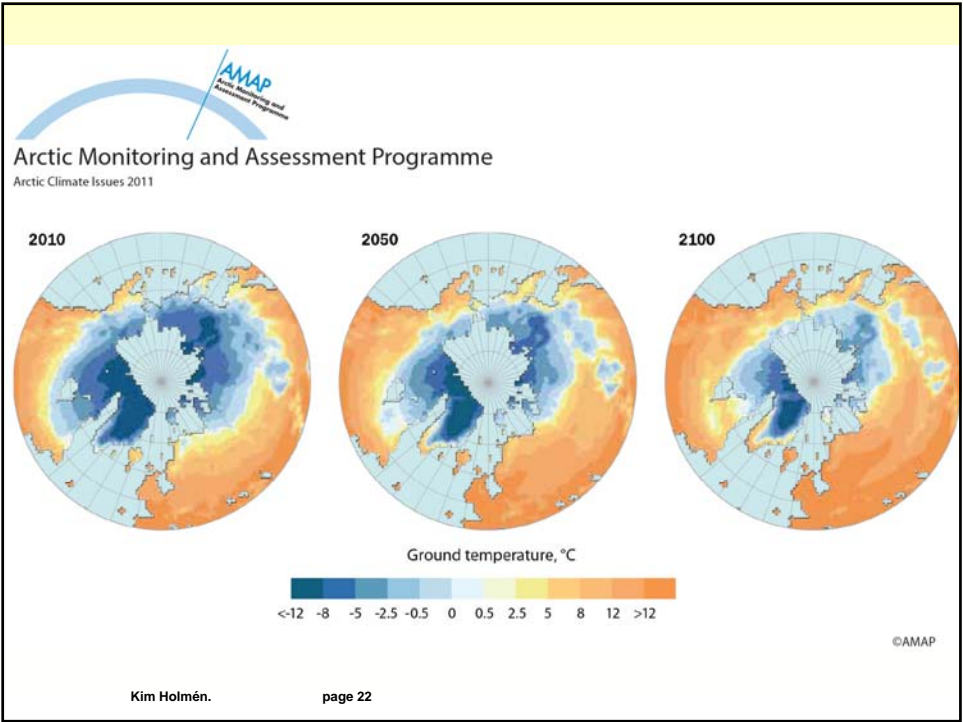 AMAP
Arctic Monitoring and
Assessment Programme
Arctic Monitoring and Assessment Programme
Arctic Climate Issues 2011
2010
2050
2100
Ground temperature, °C
<-12 -8 -5 -2.5 -0.5 0 0.5 2.5 5 8 12 >12
©AMAP
Kim Holmén. page 22